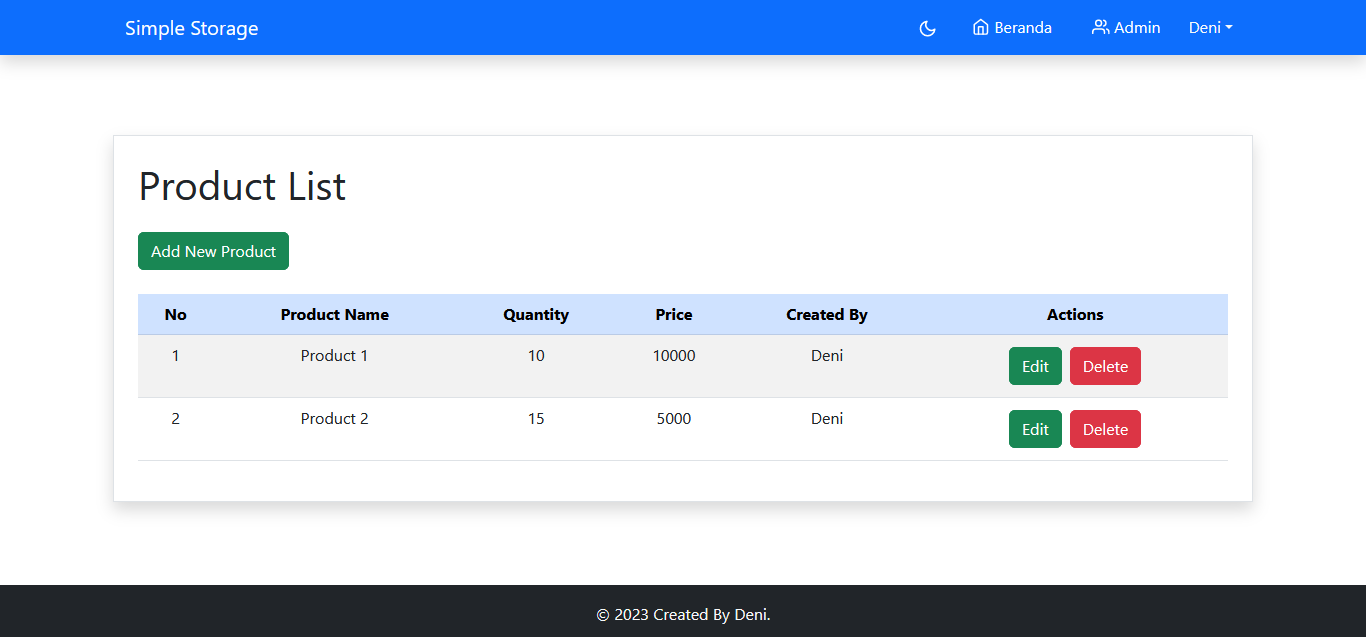 Simple Storage Beranda Admin Deni
Product List
Add New Product
No Product Name Quantity Price Created By Actions
1 Product 1 10 10000 Deni Edit Delete
2 Product 2 15 5000 Deni Edit Delete
© 2023 Created By Deni.